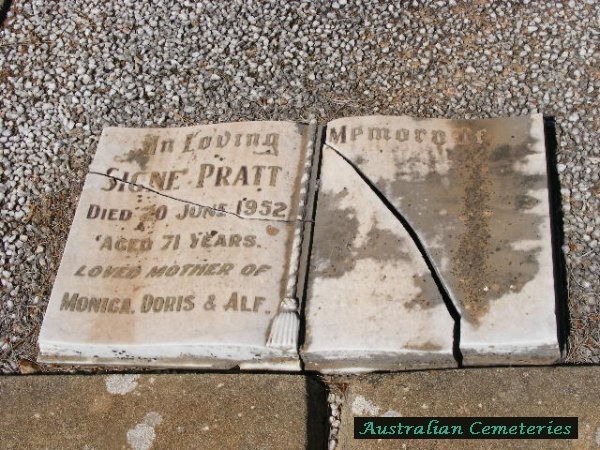 In Loving Memory of
SIGNE PRATT
DIED 20 JUNE 1952
AGED 71 YEARS.
LOVED MOTHER OF
MONICA, DORIS & ALF.
Australian Cemeteries